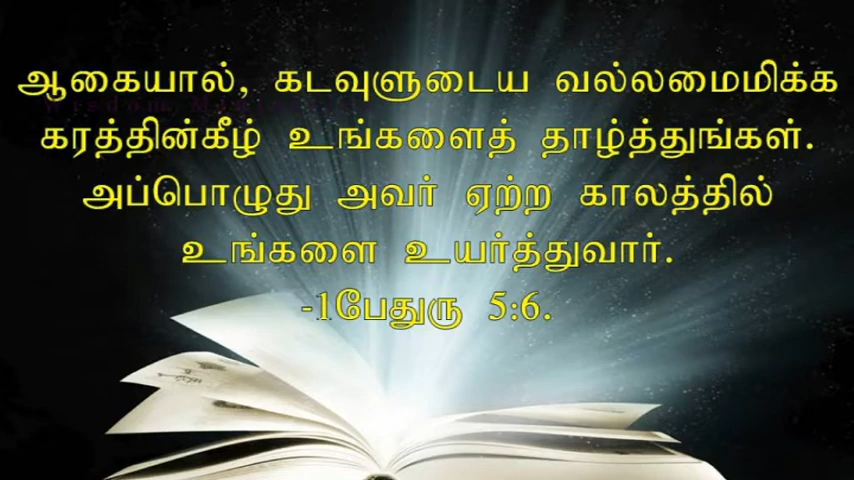 ஆகையால், கடவுளுடைய வல்லமைமிக்க
கரத்தின்கீழ் உங்களைத் தாழ்த்துங்கள்.
அப்பொழுது அவர் ஏற்ற காலத்தில்
உங்களை உயர்த்துவார்.
-1பேதுரு 5:6.